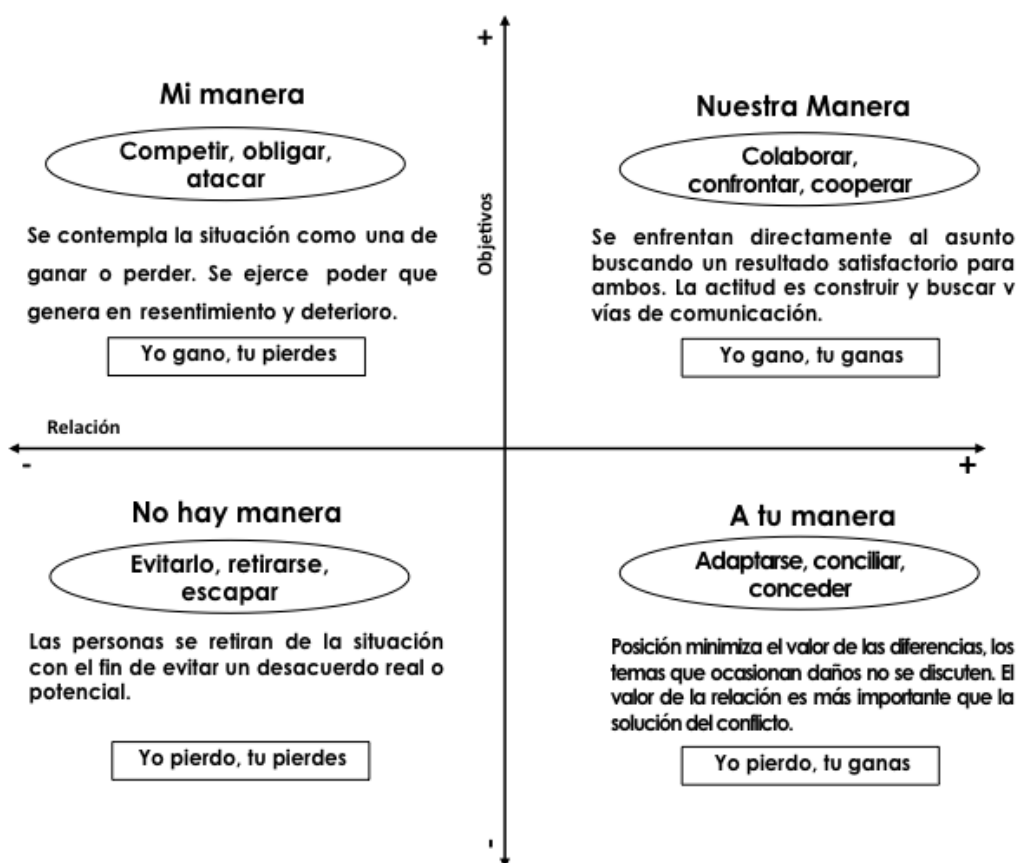 +
Mi manera
Competir, obligar,
atacar
Se contempla la situación como una de
ganar o perder. Se ejerce poder que
genera en resentimiento y deterioro.
Yo gano, tu pierdes
Objetivos
Nuestra Manera
Colaborar,
confrontar, cooperar
Se enfrentan directamente al asunto
buscando un resultado satisfactorio para
ambos. La actitud es construir y buscar v
vías de comunicación.
Yo gano, tu ganas
Relación
-
+
No hay manera
Evitarlo, retirarse,
escapar
Las personas se retiran de la situación
con el fin de evitar un desacuerdo real o
potencial.
Yo pierdo, tu pierdes
A tu manera
Adaptarse, conciliar,
conceder
Posición minimiza el valor de las diferencias, los
temas que ocasionan daños no se discuten. El
valor de la relación es más importante que la
solución del conflicto.
Yo pierdo, tu ganas
-